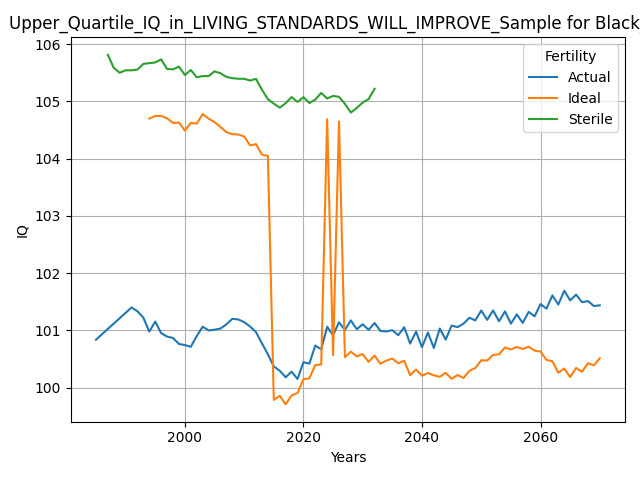 Upper_Quartile_IQ_in_LIVING_STANDARDS_WILL_IMPROVE_Sample for Black
106
105
104
103
102
101
100
IQ
Fertility
Actual
Ideal
Sterile
2000
2020
2040
2060
Years